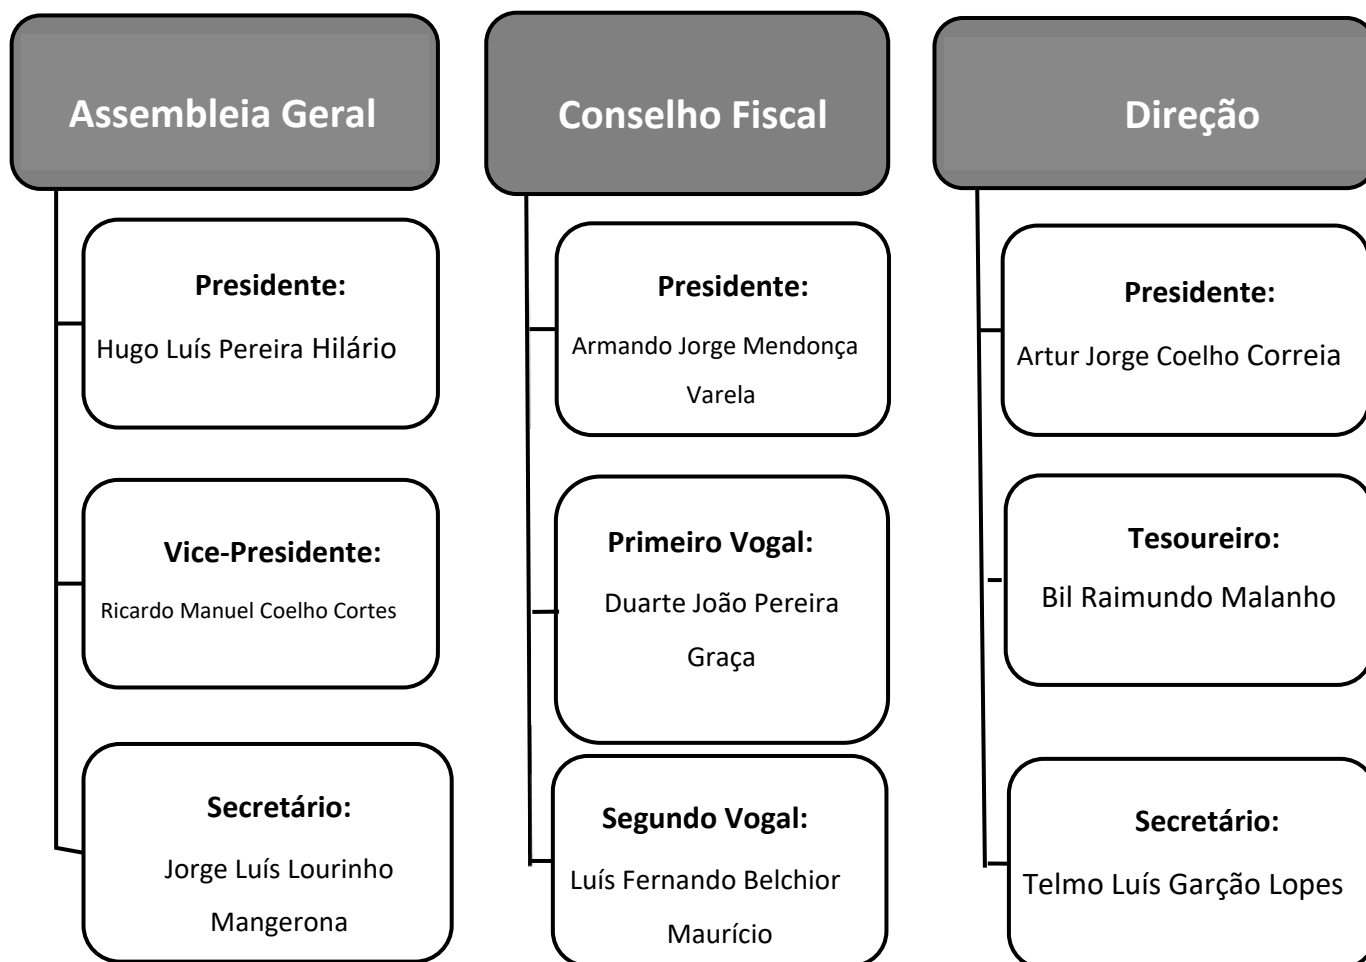 Assembleia Geral
Presidente:
Hugo Luís Pereira Hilário
Vice-Presidente:
Ricardo Manuel Coelho Cortes
Secretário:
Jorge Luís Lourinho
Mangerona
Conselho Fiscal
Presidente:
Armando Jorge Mendonça
Varela
Primeiro Vogal:
Duarte João Pereira
Graça
Segundo Vogal:
Luís Fernando Belchior
Maurício
Direção
Presidente:
Artur Jorge Coelho Correia
Tesoureiro:
Bil Raimundo Malanho
Secretário:
Telmo Luís Garção Lopes